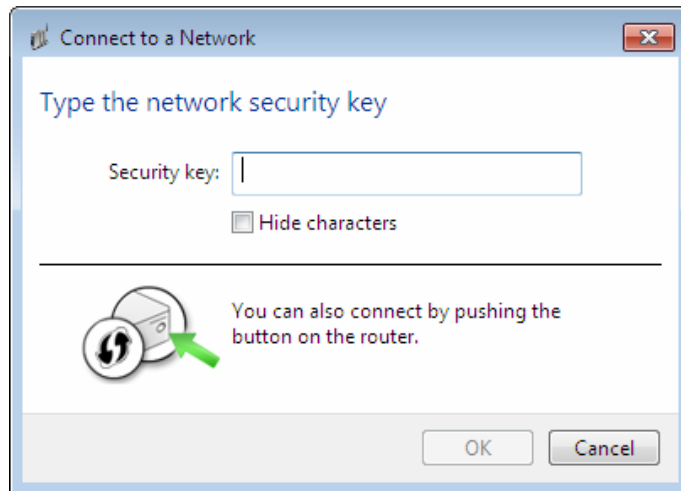 Connect to a Network
Type the network security key
Security key:
Hide characters
You can also connect by pushing the
button on the router.
OK Cancel